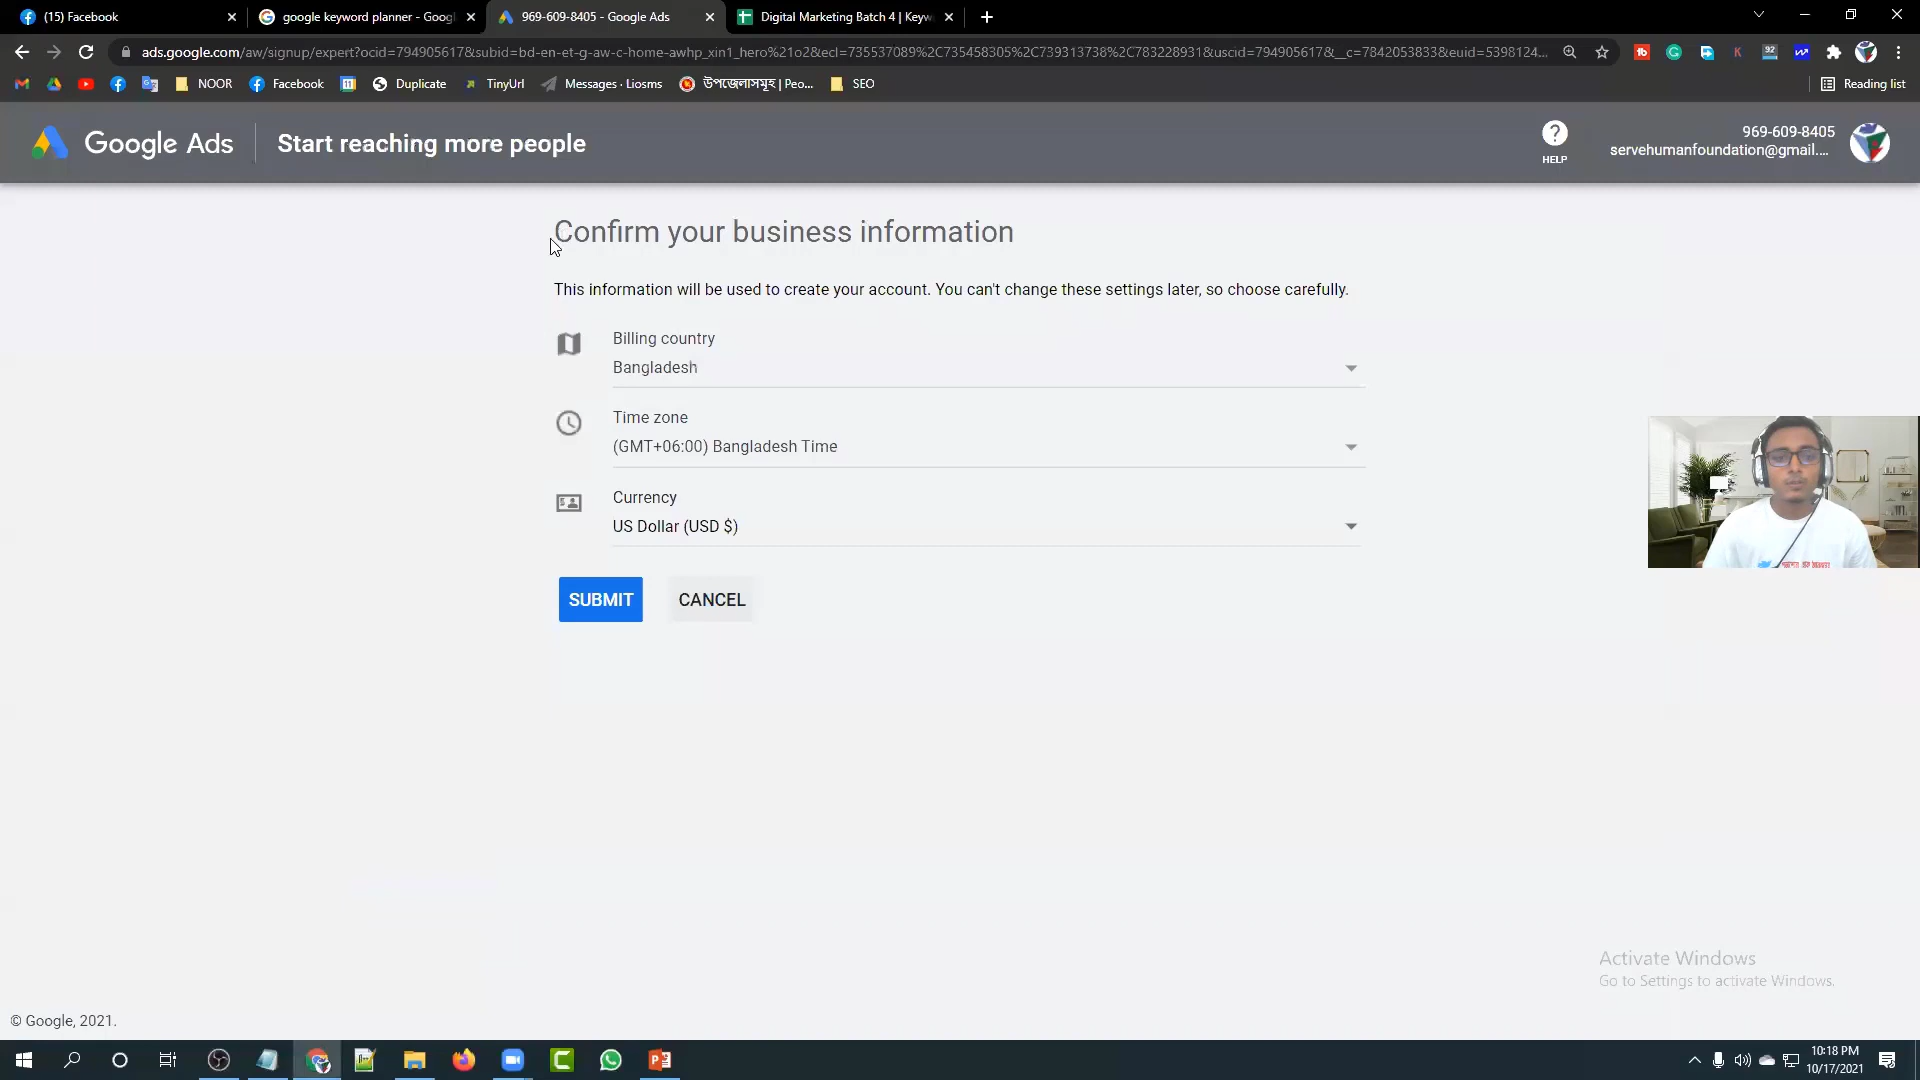 (15) Facebook
google keyword planner - Googl
969-609-8405 - Google Ads
Digital Marketing Batch 4 | Keyw
ads.google.com/aw/signup/expert?ocid=794905617&subid=bd-en-et-g-aw-c-home-awhp_xin1_hero%21o2&ecl=735537089%2C735458305%2C739313738%2C783228931&uscid=794905617&__c=7842053833&euid=5398124...
NOOR
Facebook
Duplicate
TinyUrl
Messages · Liosms
উপজেলাসমূহ | Peo...
SEO
Reading list
Google Ads
Start reaching more people
HELP
969-609-8405
servehumanfoundation@gmail....
Confirm your business information
This information will be used to create your account. You can't change these settings later, so choose carefully.
Billing country
Bangladesh
Time zone
(GMT+06:00) Bangladesh Time
Currency
US Dollar (USD $)
SUBMIT
CANCEL
Activate Windows
Go to Settings to activate Windows.
© Google, 2021.
10:18 PM
10/17/2021